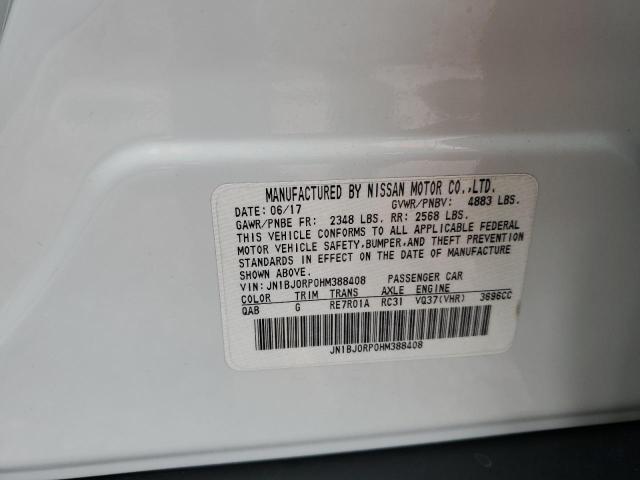 MANUFACTURED BY NISSAN MOTOR CO.,LTD.
DATE: 06/17 GVWR/PNBV: 4883 LBS.
GAWR/PNBE FR: 2348 LBS. RR: 2568 LBS.
THIS VEHICLE CONFORMS TO ALL APPLICABLE FEDERAL
MOTOR VEHICLE SAFETY,BUMPER,AND THEFT PREVENTION
STANDARDS IN EFFECT ON THE DATE OF MANUFACTURE
SHOWN ABOVE.
VIN: JN1BJ0RP0HM388408 PASSENGER CAR
COLOR TRIM TRANS AXLE ENGINE
QAB G RE7R01A RC31 VQ37(VHR) 3696CC
JN1BJ0RP0HM388408